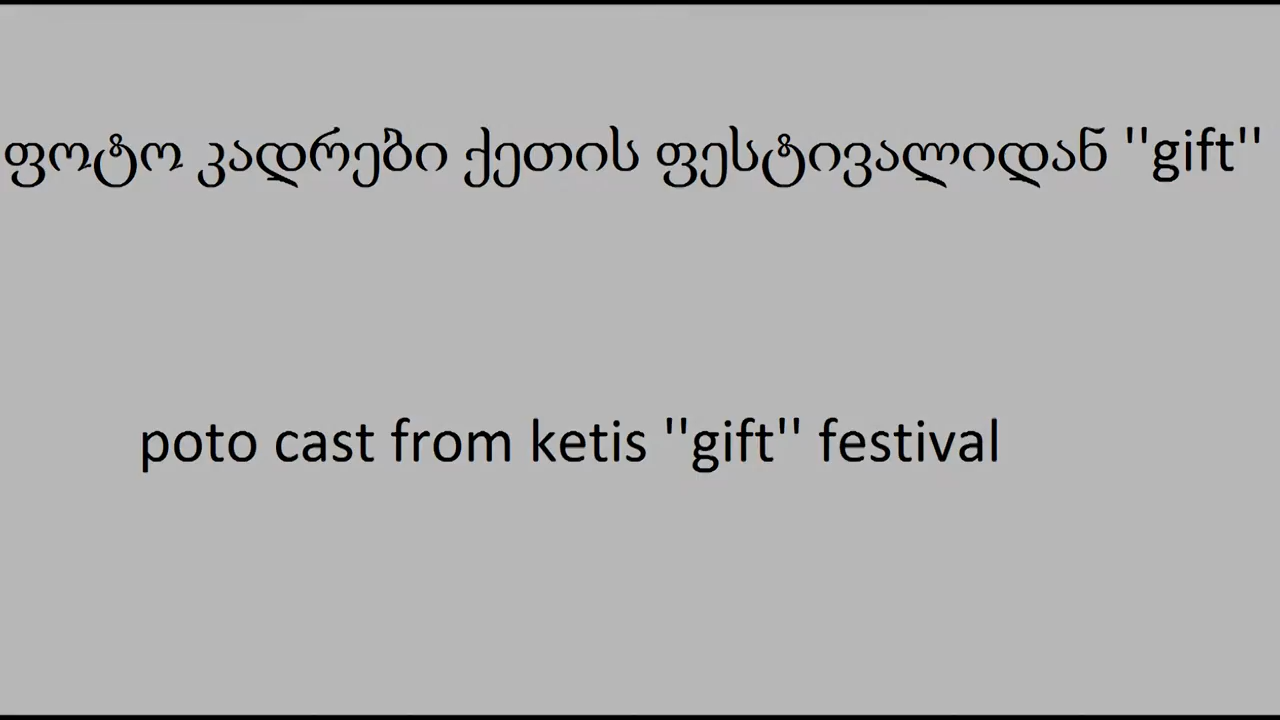 ფოტო კადრები ქეთის ფესტივალიდან ''gift''
poto cast from ketis ''gift'' festival